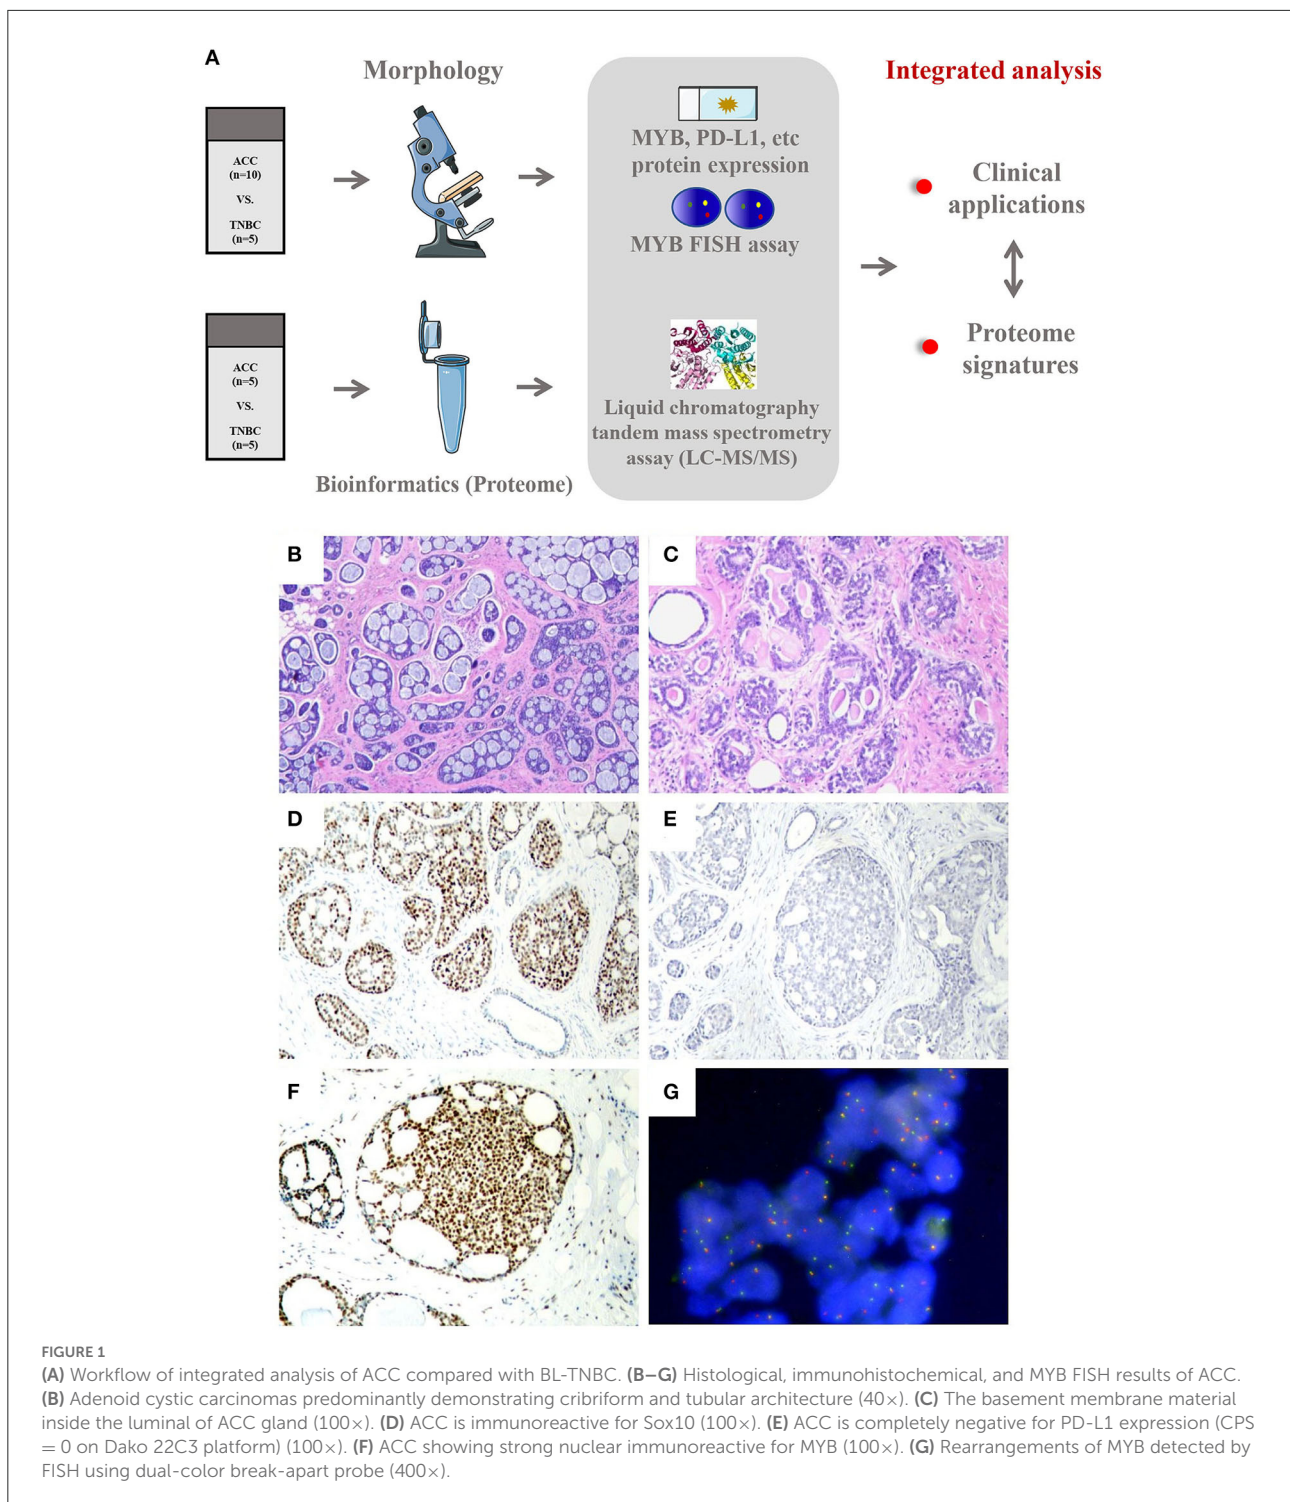 A
Morphology
Integrated analysis
ACC
(n=10)
VS.
TNBC
(n=5)
MYB, PD-L1, etc
protein expression
MYB FISH assay
Clinical
applications
Proteome
signatures
ACC
(n=5)
VS.
TNBC
(n=5)
Bioinformatics (Proteome)
Liquid chromatography
tandem mass spectrometry
assay (LC-MS/MS)
B
C
D
E
F
G
FIGURE 1
(A) Workflow of integrated analysis of ACC compared with BL-TNBC. (B–G) Histological, immunohistochemical, and MYB FISH results of ACC.
(B) Adenoid cystic carcinomas predominantly demonstrating cribriform and tubular architecture (40×). (C) The basement membrane material
inside the luminal of ACC gland (100×). (D) ACC is immunoreactive for Sox10 (100×). (E) ACC is completely negative for PD-L1 expression (CPS
= 0 on Dako 22C3 platform) (100×). (F) ACC showing strong nuclear immunoreactive for MYB (100×). (G) Rearrangements of MYB detected by
FISH using dual-color break-apart probe (400×).